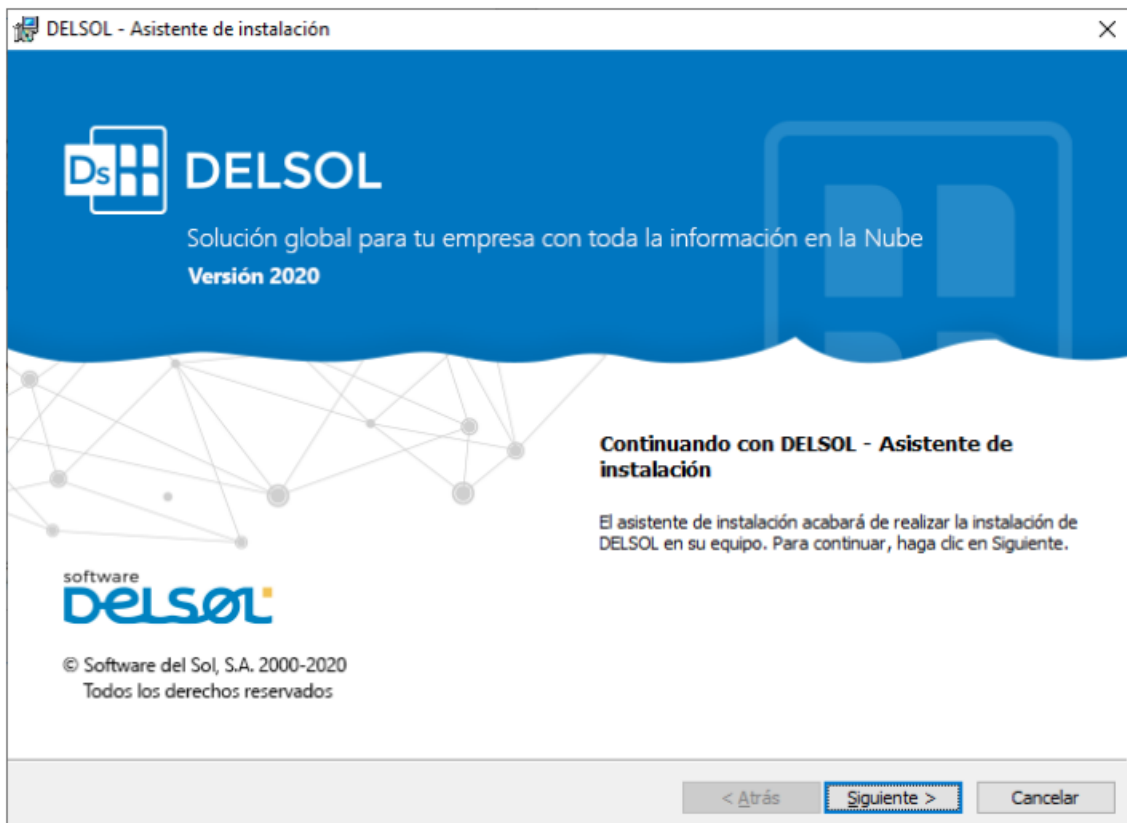 DELSOL - Asistente de instalación
Ds
DELSOL
Solución global para tu empresa con toda la información en la Nube
Versión 2020
Continuando con DELSOL - Asistente de
instalación
El asistente de instalación acabará de realizar la instalación de
DELSOL en su equipo. Para continuar, haga clic en Siguiente.
software
DELSOL
© Software del Sol, S.A. 2000-2020
Todos los derechos reservados
< Atrás
Siguiente >
Cancelar